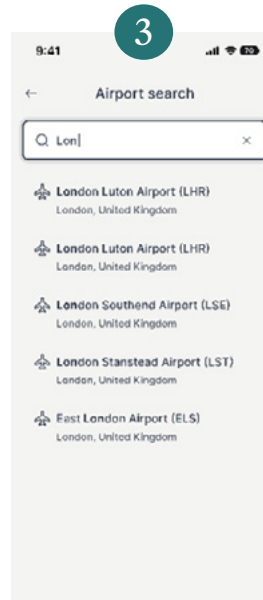 3
9:41
70
Airport search
Lon
London Luton Airport (LHR)
London, United Kingdom
London Luton Airport (LHR)
London, United Kingdom
London Southend Airport (LSE)
London, United Kingdom
London Stanstead Airport (LST)
London, United Kingdom
East London Airport (ELS)
London, United Kingdom